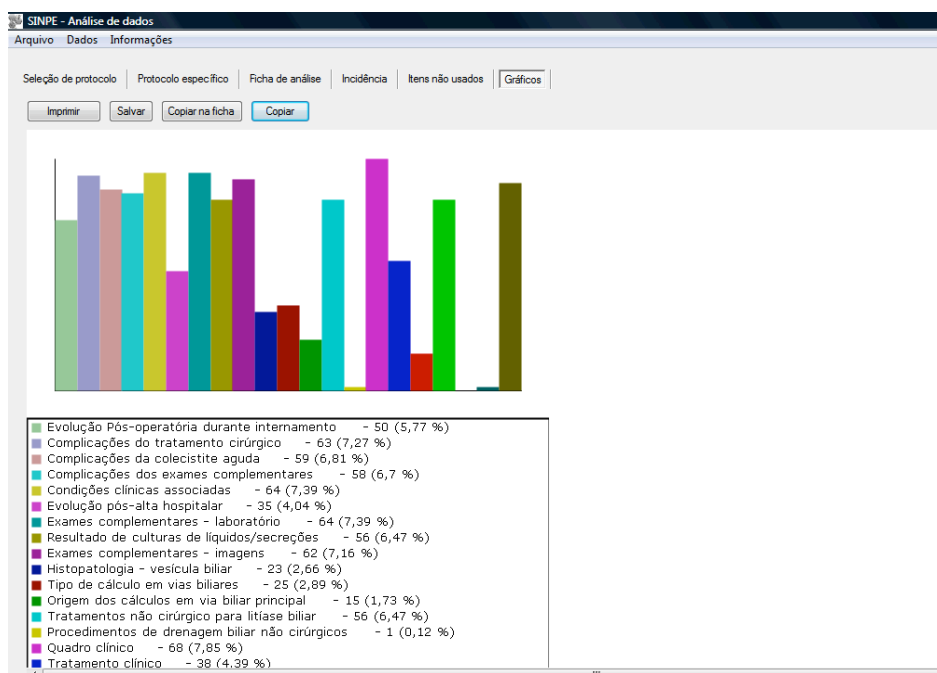 SINPE - Análise de dados
Arquivo Dados Informações
Seleção de protocolo Protocolo específico Ficha de análise Incidência Itens não usados Gráficos
Imprimir Salvar Copiar na ficha Copiar
Evolução Pós-operatória durante internamento - 50 (5,77 %)
Complicações do tratamento cirúrgico - 63 (7,27 %)
Complicações da colecistite aguda - 59 (6,81 %)
Complicações dos exames complementares - 58 (6,7 %)
Condições clínicas associadas - 64 (7,39 %)
Evolução pós-alta hospitalar - 35 (4,04 %)
Exames complementares - laboratório - 64 (7,39 %)
Resultado de culturas de líquidos/secreções - 56 (6,47 %)
Exames complementares - imagens - 62 (7,16 %)
Histopatologia - vesícula biliar - 23 (2,66 %)
Tipo de cálculo em vias biliares - 25 (2,89 %)
Origem dos cálculos em via biliar principal - 15 (1,73 %)
Tratamentos não cirúrgico para litíase biliar - 56 (6,47 %)
Procedimentos de drenagem biliar não cirúrgicos - 1 (0,12 %)
Quadro clínico - 68 (7,85 %)
Tratamento clínico - 38 (4,39 %)